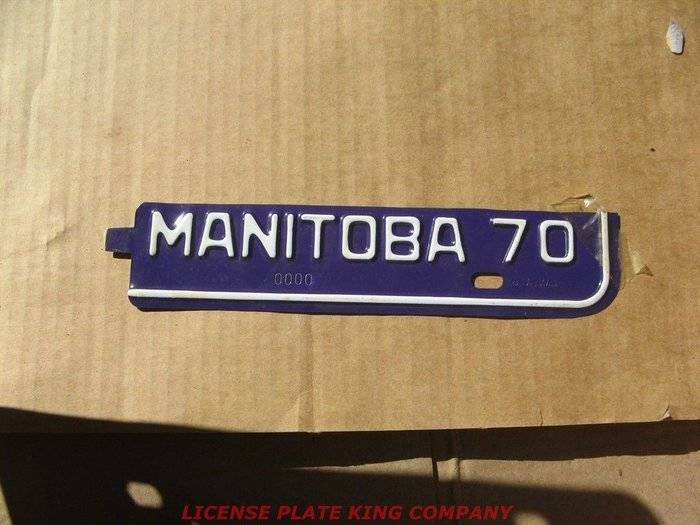 MANITOBA 70
0000
LICENSE PLATE KING COMPANY